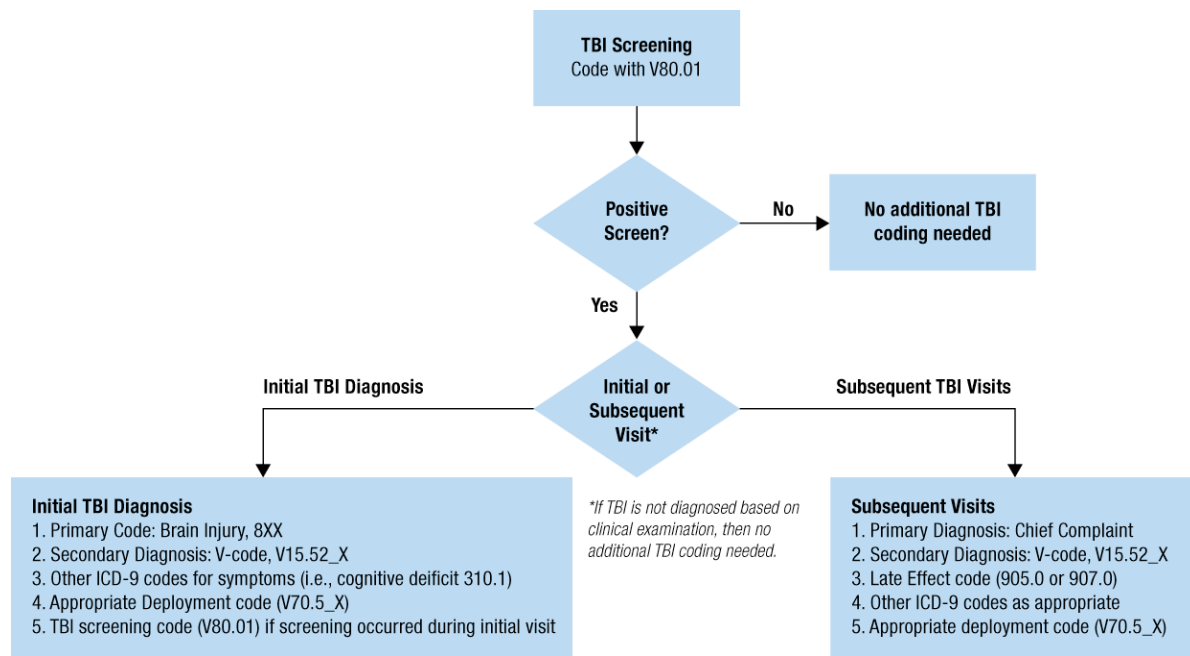 TBI Screening
Code with V80.01
Positive
Screen?
No
No additional TBI
coding needed
Yes
Initial TBI Diagnosis
Initial or
Subsequent
Visit*
Subsequent TBI Visits
Initial TBI Diagnosis
1. Primary Code: Brain Injury, 8XX
2. Secondary Diagnosis: V-code, V15.52_X
3. Other ICD-9 codes for symptoms (i.e., cognitive deificit 310.1)
4. Appropriate Deployment code (V70.5_X)
5. TBI screening code (V80.01) if screening occurred during initial visit
*If TBI is not diagnosed based on
clinical examination, then no
additional TBI coding needed.
Subsequent Visits
1. Primary Diagnosis: Chief Complaint
2. Secondary Diagnosis: V-code, V15.52_X
3. Late Effect code (905.0 or 907.0)
4. Other ICD-9 codes as appropriate
5. Appropriate deployment code (V70.5_X)